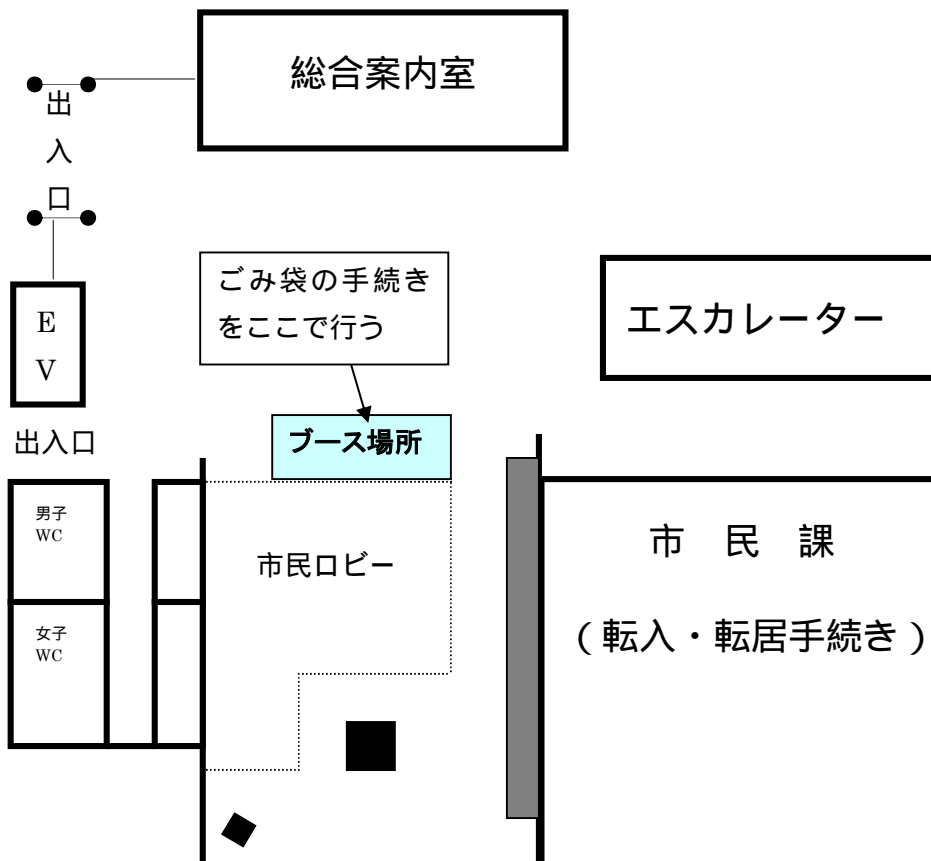 総合案内室
出
入
口
ごみ袋の手続き
をここで行う
エスカレーター
E
V
ブース場所
出入口
男子
WC
市民ロビー
市 民 課
女子
WC
（転入・転居手続き）